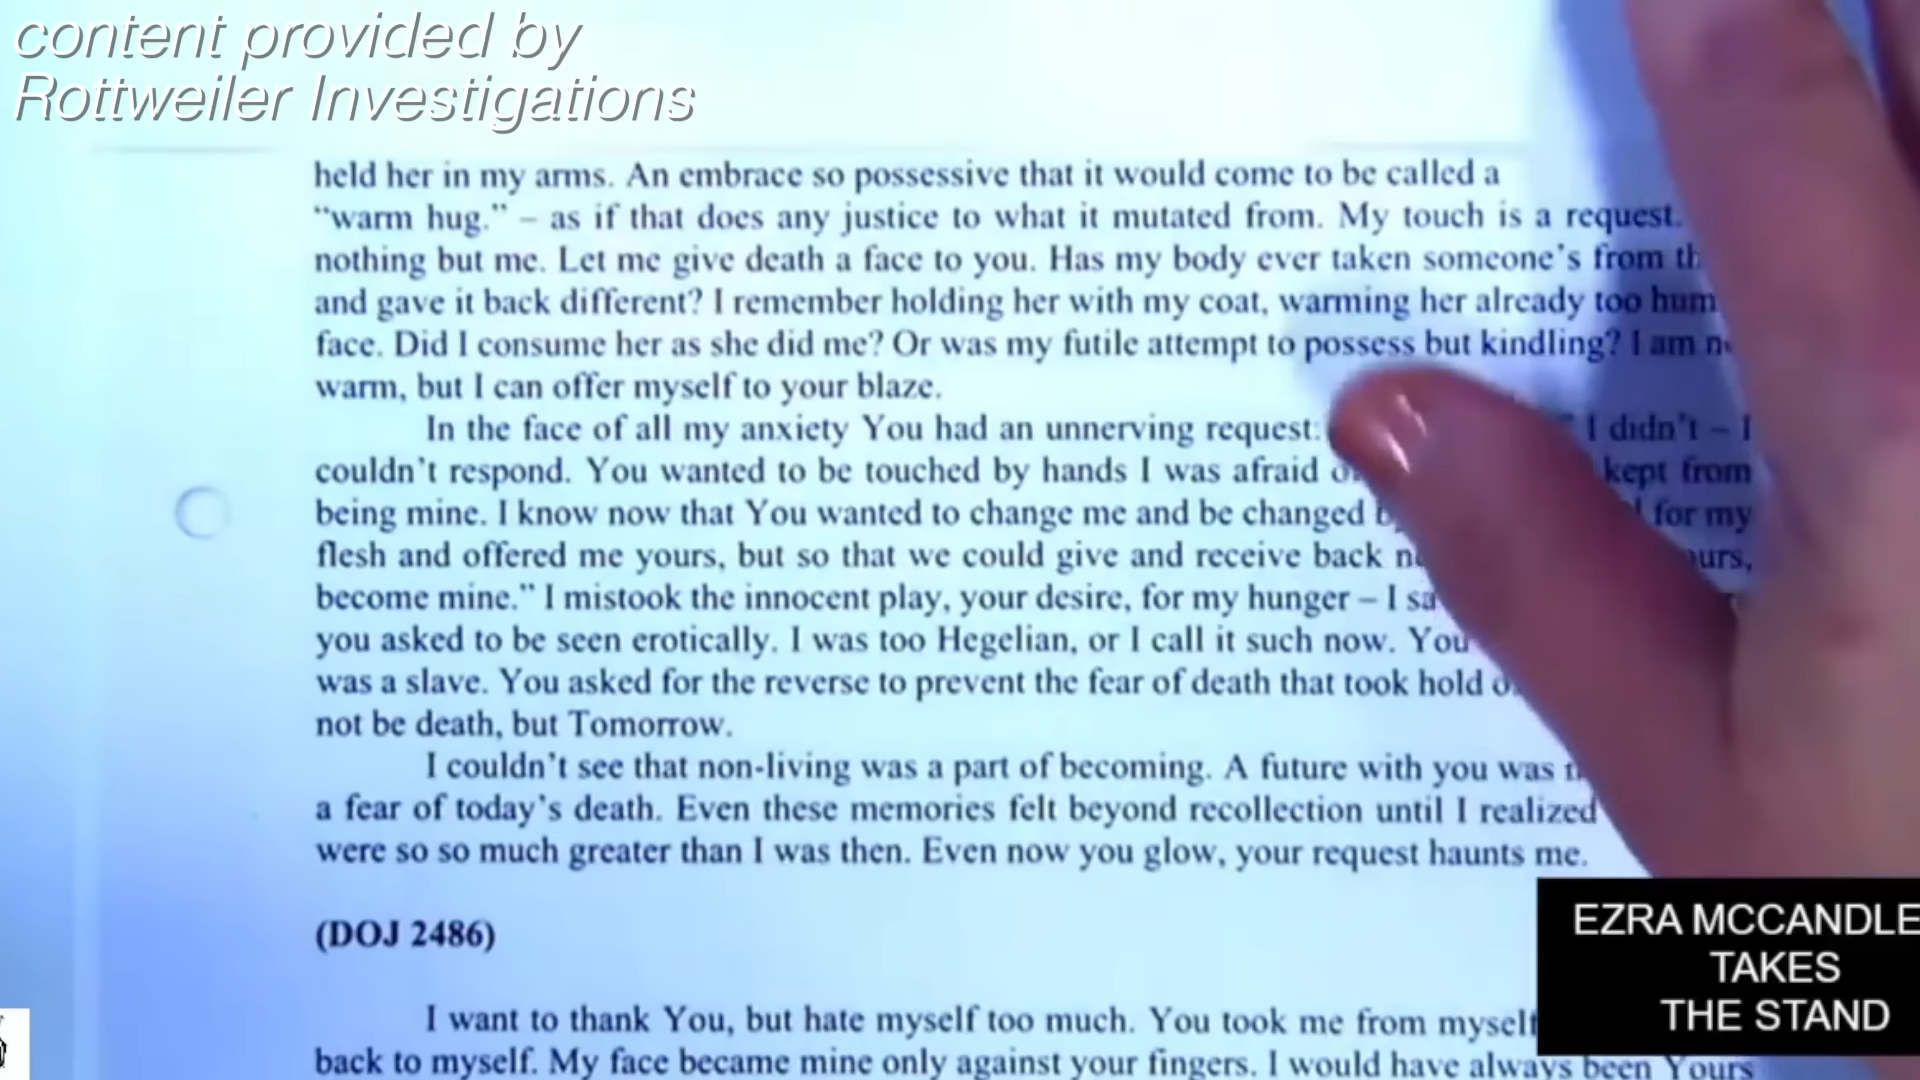 content provided by
Rottweiler Investigations
held her in my arms. An embrace so possessive that it would come to be called a
“warm hug.” – as if that does any justice to what it mutated from. My touch is a request.
nothing but me. Let me give death a face to you. Has my body ever taken someone’s from
and gave it back different? I remember holding her with my coat, warming her already too
face. Did I consume her as she did me? Or was my futile attempt to possess but kindling? I am
warm, but I can offer myself to your blaze.
In the face of all my anxiety You had an unnerving request: I didn’t – I
couldn’t respond. You wanted to be touched by hands I was afraid kept from
being mine. I know now that You wanted to change me and be changed for my
flesh and offered me yours, but so that we could give and receive back
become mine.” I mistook the innocent play, your desire, for my hunger – I
you asked to be seen erotically. I was too Hegelian, or I call it such now. You
was a slave. You asked for the reverse to prevent the fear of death that took hold
not be death, but Tomorrow.
I couldn’t see that non-living was a part of becoming. A future with you was
a fear of today’s death. Even these memories felt beyond recollection until I realized
were so so much greater than I was then. Even now you glow, your request haunts me.
(DOJ 2486)
I want to thank You, but hate myself too much. You took me from myself
back to myself. My face became mine only against your fingers. I would have always been Yours
EZRA MCCANDLE
TAKES
THE STAND